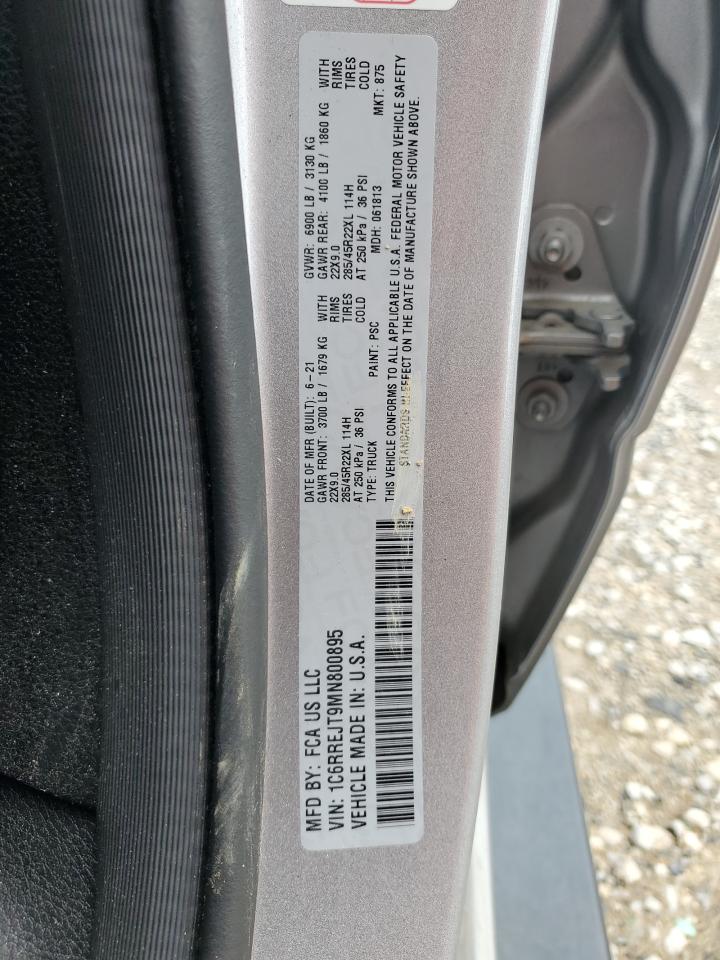 MFD BY: FCA US LLC
DATE OF MFR (BUILT): 6-21
GVWR: 6900 LB / 3130 KG
GAWR FRONT: 3700 LB / 1679 KG WITH
GAWR REAR: 4100 LB / 1860 KG WITH
22X9.0 RIMS
22X9.0 RIMS
285/45R22XL 114H TIRES
285/45R22XL 114H TIRES
AT 250 kPa / 36 PSI COLD
AT 250 kPa / 36 PSI COLD
VIN: 1C6RREJT9MN800895
TYPE: TRUCK PAINT: PSC MDH: 061813 MKT: 875
VEHICLE MADE IN: U.S.A.
THIS VEHICLE CONFORMS TO ALL APPLICABLE U.S.A. FEDERAL MOTOR VEHICLE SAFETY
STANDARDS IN EFFECT ON THE DATE OF MANUFACTURE SHOWN ABOVE.